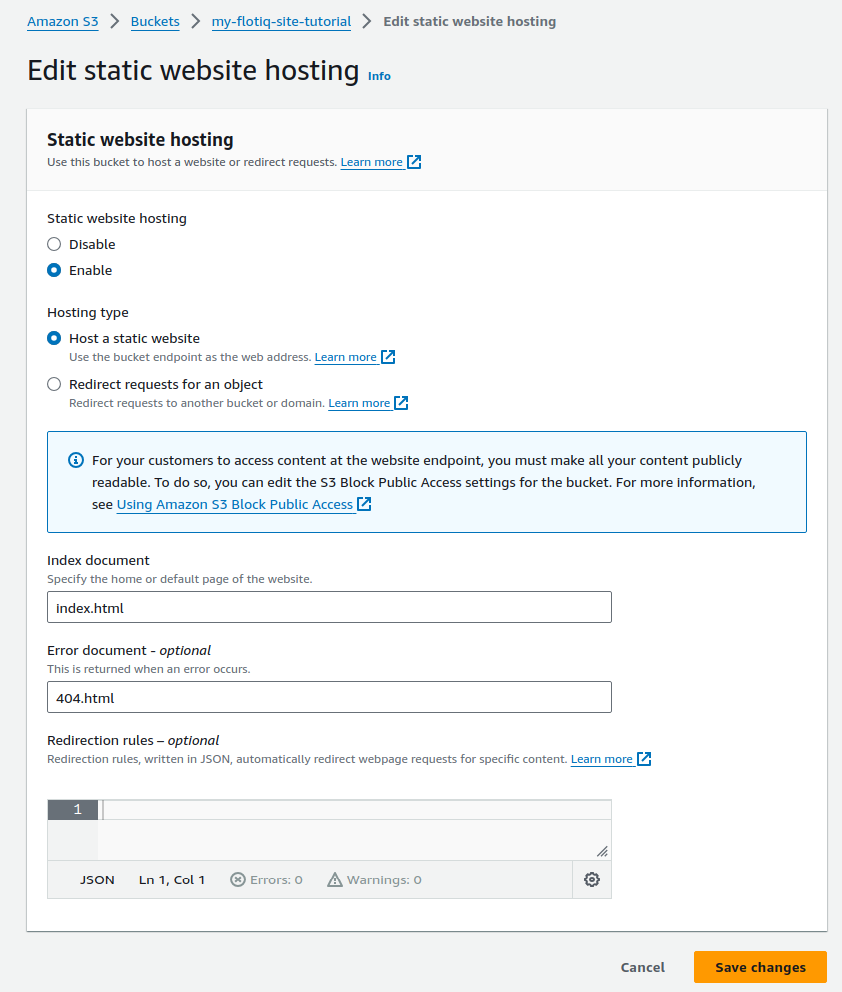 Amazon S3 > Buckets > my-flotiq-site-tutorial > Edit static website hosting
Edit static website hosting Info
Static website hosting
Use this bucket to host a website or redirect requests. Learn more
Static website hosting
Disable
Enable
Hosting type
Host a static website
Use the bucket endpoint as the web address. Learn more
Redirect requests for an object
Redirect requests to another bucket or domain. Learn more
For your customers to access content at the website endpoint, you must make all your content publicly
readable. To do so, you can edit the S3 Block Public Access settings for the bucket. For more information,
see Using Amazon S3 Block Public Access
Index document
Specify the home or default page of the website.
index.html
Error document - optional
This is returned when an error occurs.
404.html
Redirection rules – optional
Redirection rules, written in JSON, automatically redirect webpage requests for specific content. Learn more
1
JSON Ln 1, Col 1 Errors: 0 Warnings: 0
Cancel Save changes